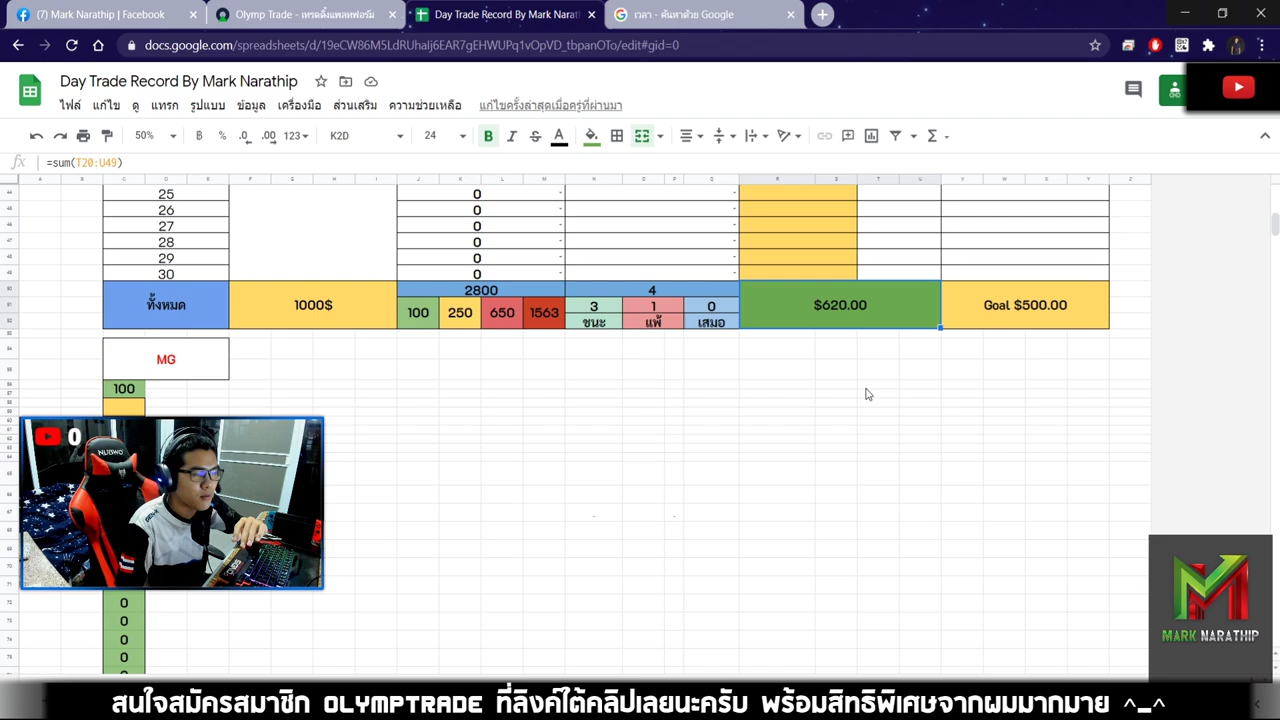 (7) Mark Narathip | Facebook
Olymp Trade - เทรดดิ้งแพลทฟอร์ม
Day Trade Record By Mark Narat
เวลา - ค้นหาด้วย Google
docs.google.com/spreadsheets/d/19eCW86M5LdRUhaIj6EAR7gEHWUPq1vOpVD_tbpanOTo/edit#gid=0
Day Trade Record By Mark Narathip
ไฟล์ แก้ไข ดู แทรก รูปแบบ ข้อมูล เครื่องมือ ส่วนเสริม ความช่วยเหลือ แก้ไขครั้งล่าสุดเมื่อครู่ที่ผ่านมา
50% ฿ % .0 .00 123 K2D 24 B I S A Σ
fx =sum(T20:U49)
25 0
26 0
27 0
28 0
29 0
30 0
ทั้งหมด 1000$ 2800 4 $620.00 Goal $500.00
100 250 650 1563 3 1 0
ชนะ แพ้ เสมอ
MG
100
0
NUBWO
0
0
0
0
MARK NARATHIP
สนใจสมัครสมาชิก OLYMPTRADE ที่ลิงค์ใต้คลิปเลยนะครับ พร้อมสิทธิพิเศษจากผมมากมาย ^_^